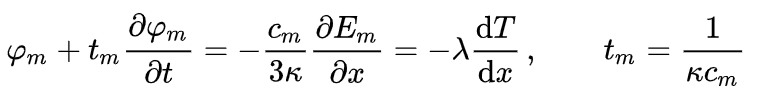 φ_m + t_m ∂φ_m/∂t = −(c_m/3κ) ∂E_m/∂x = −λ dT/dx ,  t_m = 1/(κc_m)